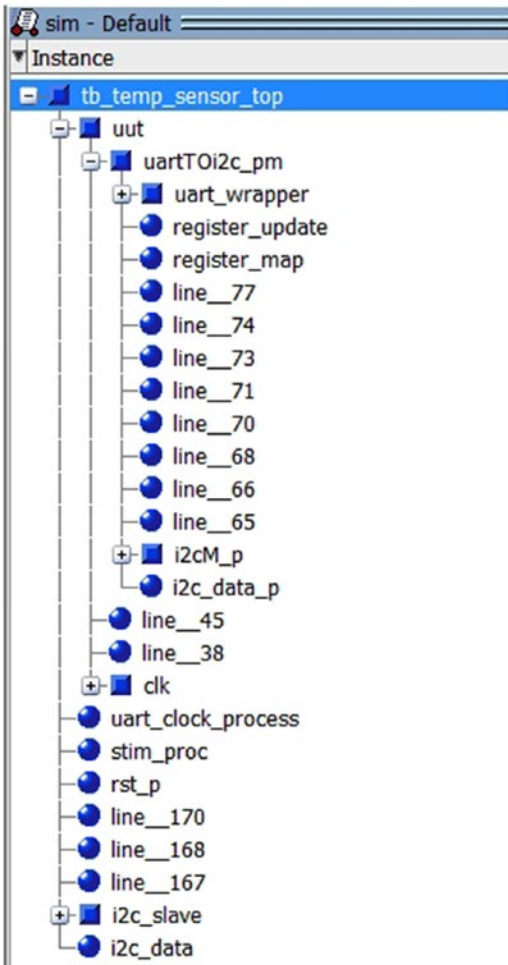 sim - Default
Instance
tb_temp_sensor_top
uut
uartTOi2c_pm
uart_wrapper
register_update
register_map
line__77
line__74
line__73
line__71
line__70
line__68
line__66
line__65
i2cM_p
i2c_data_p
line__45
line__38
clk
uart_clock_process
stim_proc
rst_p
line__170
line__168
line__167
i2c_slave
i2c_data